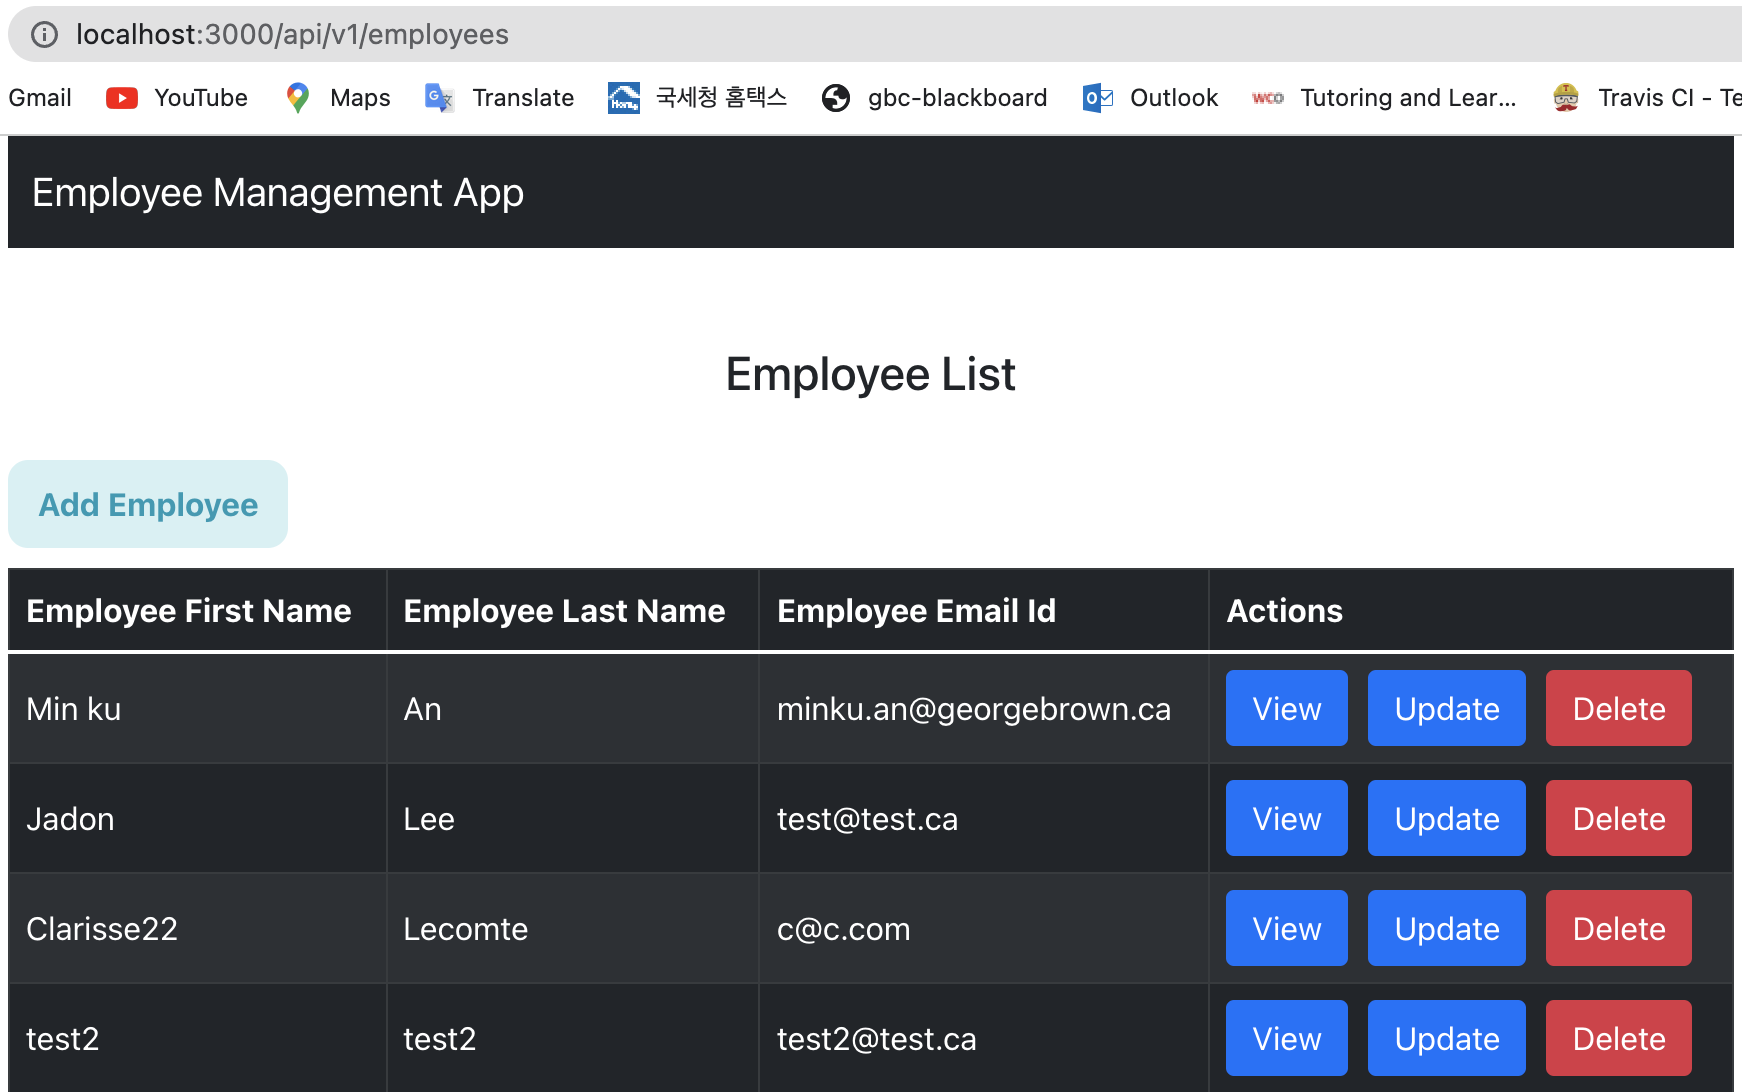 localhost:3000/api/v1/employees
Gmail YouTube Maps Translate 국세청 홈택스 gbc-blackboard Outlook WCO Tutoring and Lear... Travis CI - Te
Employee Management App
Employee List
Add Employee
Employee First Name Employee Last Name Employee Email Id Actions
Min ku An minku.an@georgebrown.ca View Update Delete
Jadon Lee test@test.ca View Update Delete
Clarisse22 Lecomte c@c.com View Update Delete
test2 test2 test2@test.ca View Update Delete